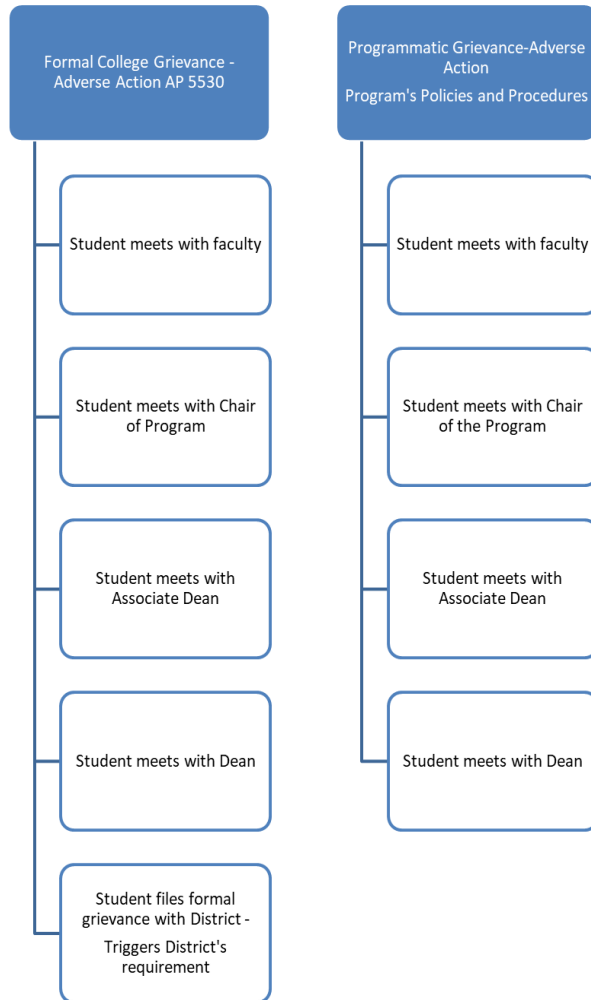 Formal College Grievance -
Adverse Action AP 5530
Student meets with faculty
Student meets with Chair
of Program
Student meets with
Associate Dean
Student meets with Dean
Student files formal
grievance with District -
Triggers District's
requirement
Programmatic Grievance-Adverse
Action
Program's Policies and Procedures
Student meets with faculty
Student meets with Chair
of the Program
Student meets with
Associate Dean
Student meets with Dean